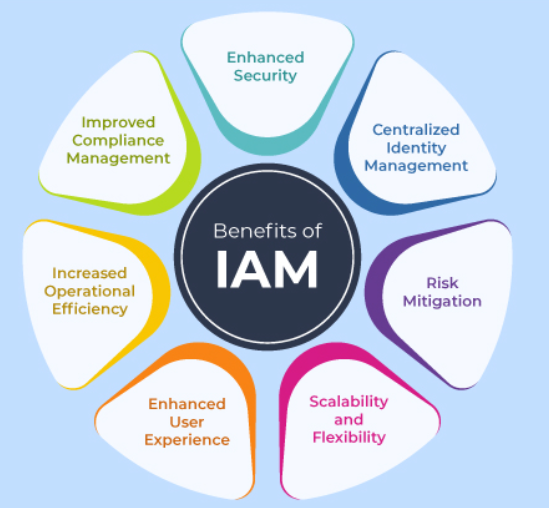 Enhanced
Security
Centralized
Identity
Management
Risk
Mitigation
Scalability
and
Flexibility
Enhanced
User
Experience
Increased
Operational
Efficiency
Improved
Compliance
Management
Benefits of
IAM